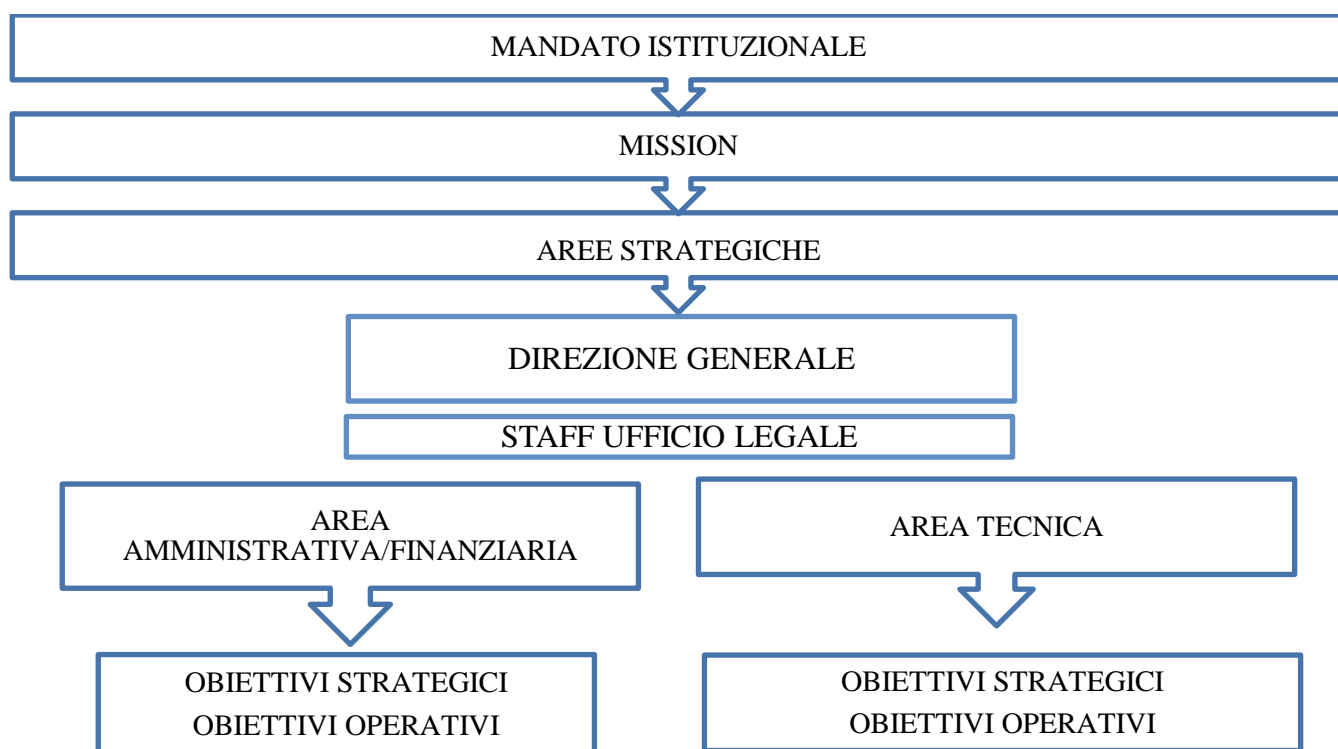 MANDATO ISTITUZIONALE
MISSION
AREE STRATEGICHE
DIREZIONE GENERALE
STAFF UFFICIO LEGALE
AREA
AMMINISTRATIVA/FINANZIARIA
AREA TECNICA
OBIETTIVI STRATEGICI
OBIETTIVI OPERATIVI
OBIETTIVI STRATEGICI
OBIETTIVI OPERATIVI